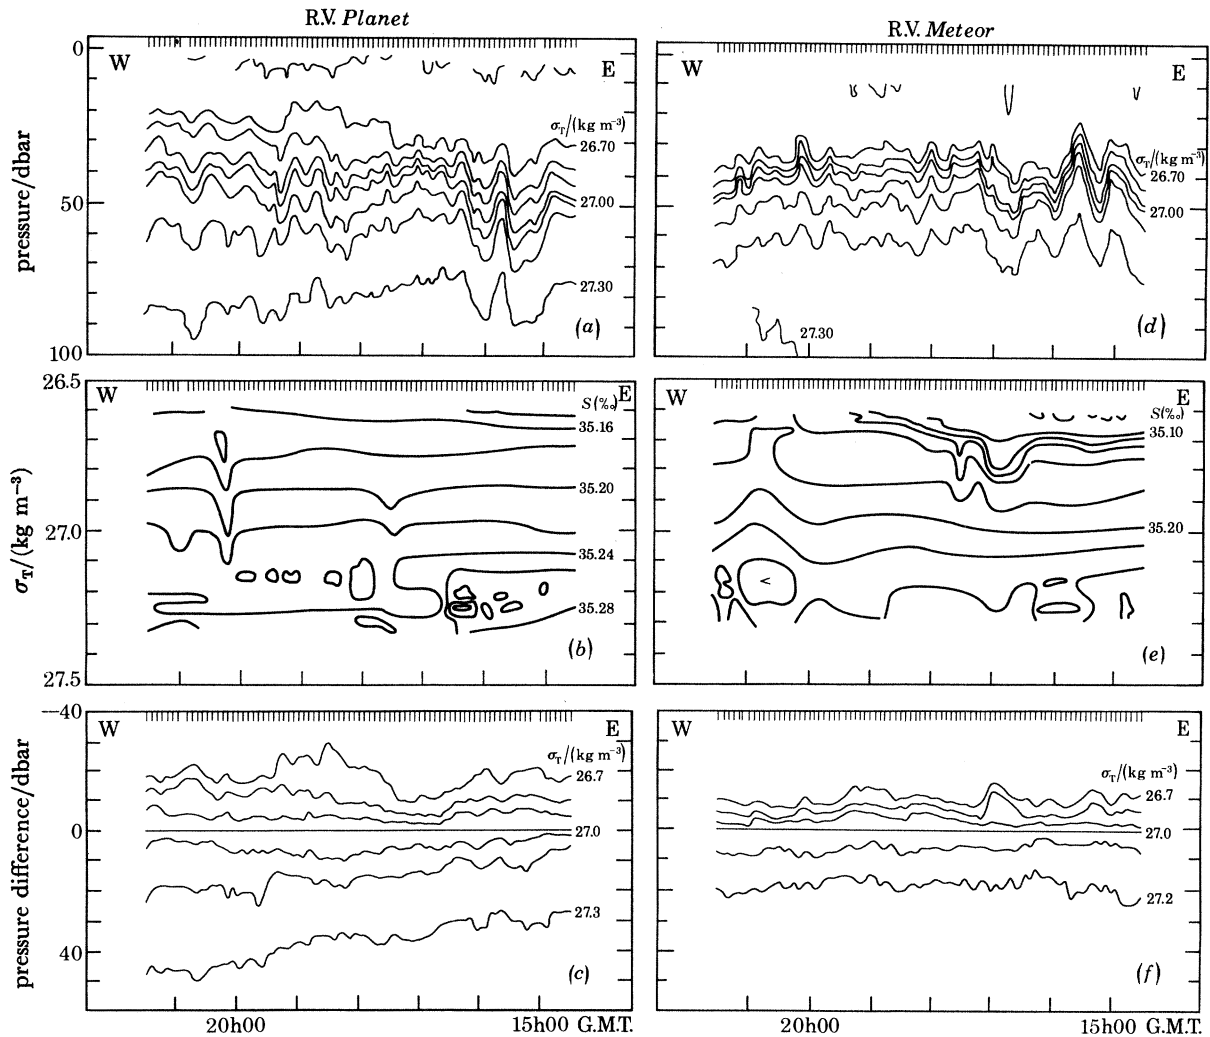 R.V. Planet
R.V. Meteor
0
50
100
pressure/dbar
W
E
σT/(kg m⁻³)
26.70
27.00
27.30
(a)
W
E
σT/(kg m⁻³)
26.70
27.00
27.30
(d)
26.5
27.0
27.5
σT/(kg m⁻³)
W
E
S(‰)
35.16
35.20
35.24
35.28
(b)
W
E
S(‰)
35.10
35.20
<
(e)
−40
0
40
pressure difference/dbar
W
E
σT/(kg m⁻³)
26.7
27.0
27.3
(c)
W
E
σT/(kg m⁻³)
26.7
27.0
27.2
(f)
20h00
15h00 G.M.T.
20h00
15h00 G.M.T.